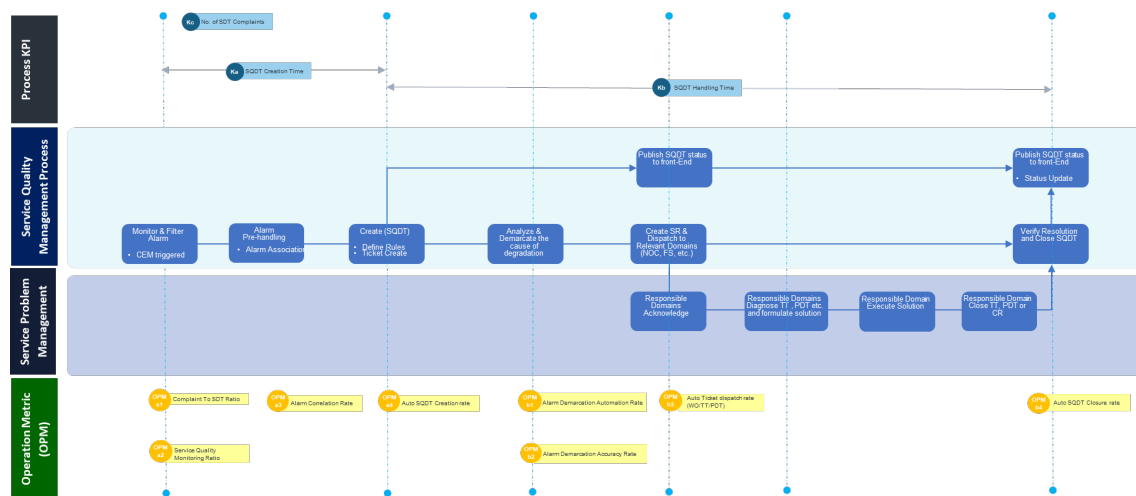 Process KPI
Kc
No. of SDT Complaints
Ka
SQDT Creation Time
Kb
SQDT Handling Time
Service Quality
Management Process
Publish SQDT status
to front-End
Publish SQDT status
to front-End
• Status Update
Monitor & Filter
Alarm
• CEM triggered
Alarm
Pre-handling
• Alarm Association
Create (SQDT)
• Define Rules
• Ticket Create
Analyze &
Demarcate the
cause of
degradation
Create SR &
Dispatch to
Relevant Domains
(NOC, FS, etc.)
Verify Resolution
and Close SQDT
Service Problem
Management
Responsible
Domains
Acknowledge
Responsible Domains
Diagnose TT , PDT etc.
and formulate solution
Responsible Domain
Execute Solution
Responsible Domain
Close TT, PDT or
CR
Operation Metric
(OPM)
OPM
a1
Complaint To SDT Ratio
OPM
a3
Alarm Correlation Rate
OPM
a4
Auto SQDT Creation rate
OPM
b1
Alarm Demarcation Automation Rate
OPM
b3
Auto Ticket dispatch rate
(WO/TT/PDT)
OPM
b4
Auto SQDT Closure rate
OPM
a2
Service Quality
Monitoring Ratio
OPM
b2
Alarm Demarcation Accuracy Rate